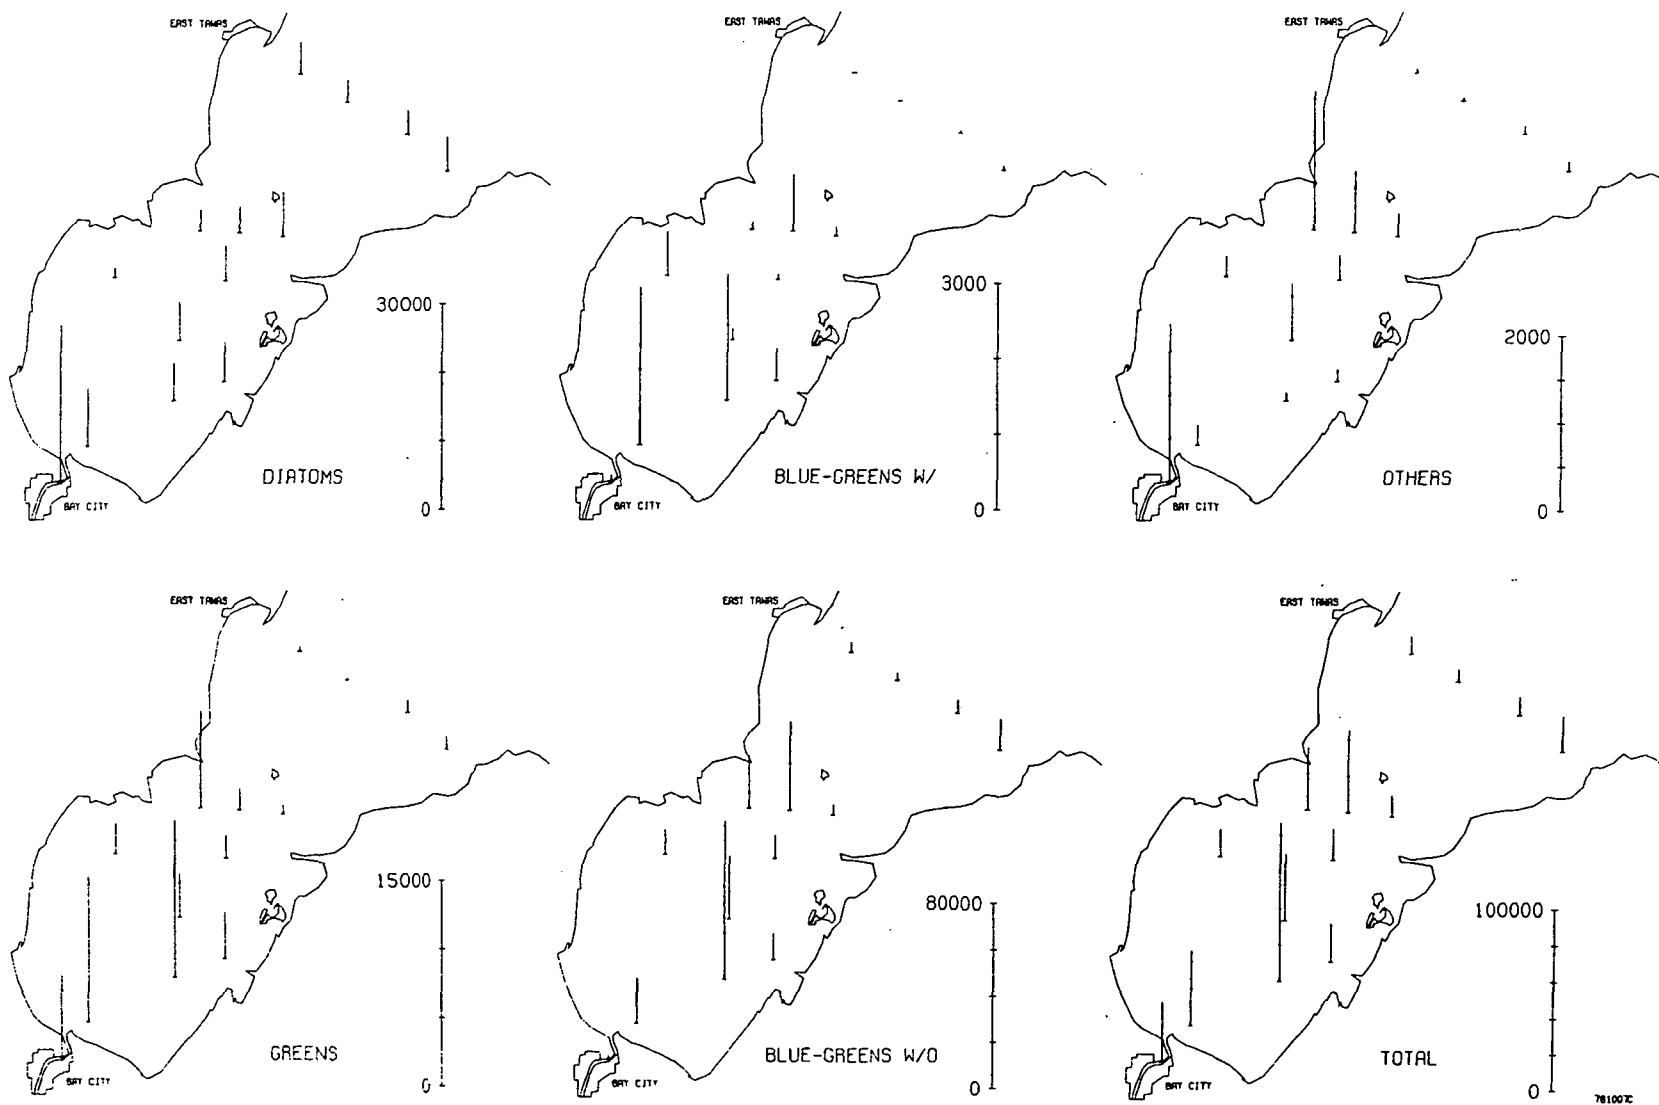 EAST TAWAS
30000
0
DIATOMS
BAY CITY
EAST TAWAS
3000
0
BLUE-GREENS W/
BAY CITY
EAST TAWAS
2000
0
OTHERS
BAY CITY
EAST TAWAS
15000
0
GREENS
BAY CITY
EAST TAWAS
80000
0
BLUE-GREENS W/O
BAY CITY
EAST TAWAS
100000
0
TOTAL
BAY CITY
781007C